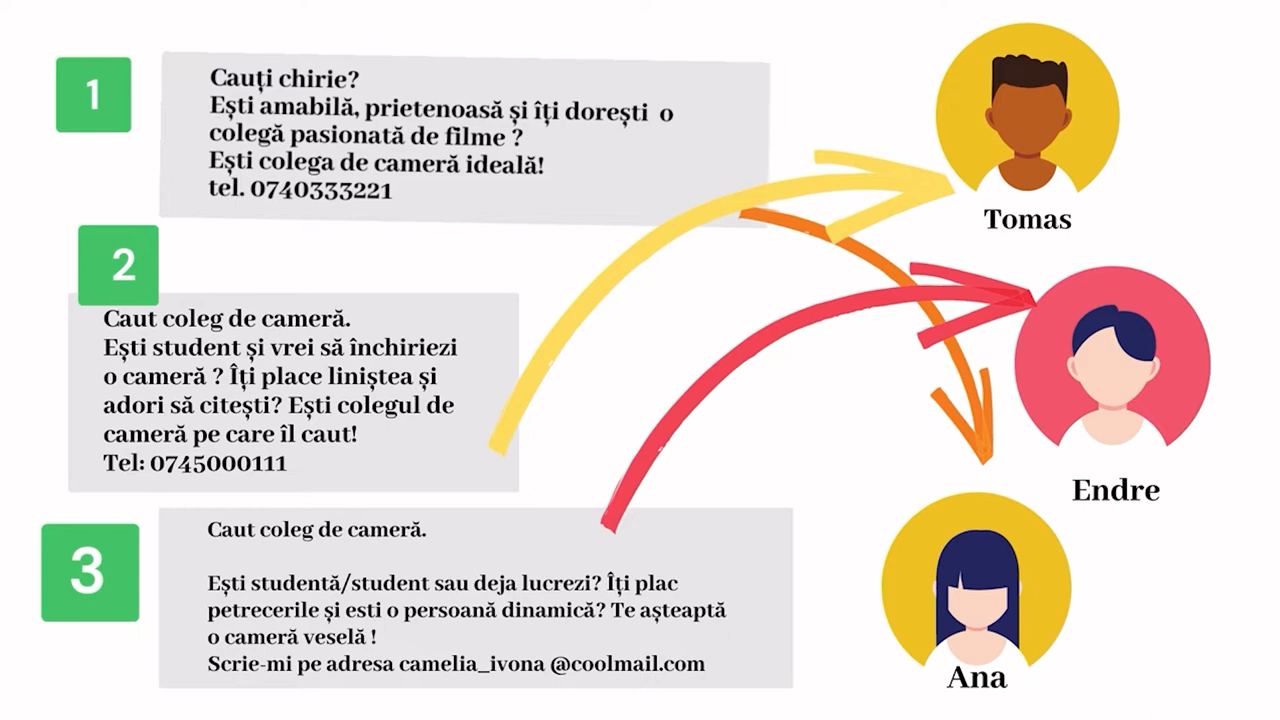 1
Cauți chirie?
Ești amabilă, prietenoasă și îți dorești o
colegă pasionată de filme ?
Ești colega de cameră ideală!
tel. 0740333221
Tomas
2
Caut coleg de cameră.
Ești student și vrei să închiriezi
o cameră ? Îți place liniștea și
adori să citești? Ești colegul de
cameră pe care îl caut!
Tel: 0745000111
Endre
3
Caut coleg de cameră.
Ești studentă/student sau deja lucrezi? Îți plac
petrecerile și esti o persoană dinamică? Te așteaptă
o cameră veselă !
Scrie-mi pe adresa camelia_ivona @coolmail.com
Ana